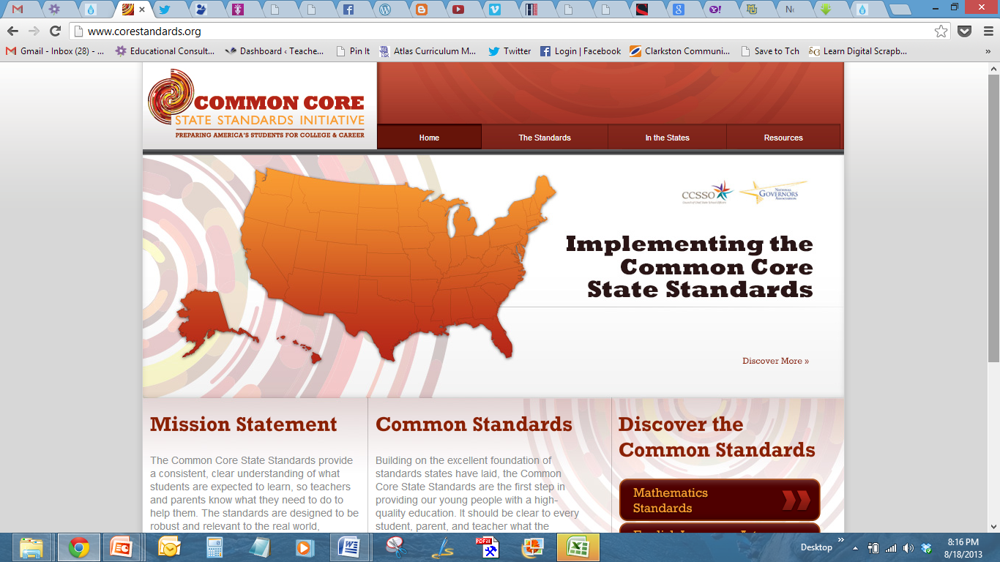 Ne
www.corestandards.org
Gmail - Inbox (28) - ...
Educational Consult...
Dashboard ‹ Teache...
Pin It
Atlas Curriculum M...
Twitter
Login | Facebook
Clarkston Communi...
Save to Tch
Learn Digital Scrapb...
»
COMMON CORE
STATE STANDARDS INITIATIVE
PREPARING AMERICA'S STUDENTS FOR COLLEGE & CAREER
Home
The Standards
In the States
Resources
CCSSO
NATIONAL
GOVERNORS
ASSOCIATION
Implementing the
Common Core
State Standards
Discover More »
Mission Statement
The Common Core State Standards provide
a consistent, clear understanding of what
students are expected to learn, so teachers
and parents know what they need to do to
help them. The standards are designed to be
robust and relevant to the real world,
Common Standards
Building on the excellent foundation of
standards states have laid, the Common
Core State Standards are the first step in
providing our young people with a high-
quality education. It should be clear to every
student, parent, and teacher what the
Discover the
Common Standards
Mathematics
Standards
Desktop
»
8:16 PM
8/18/2013